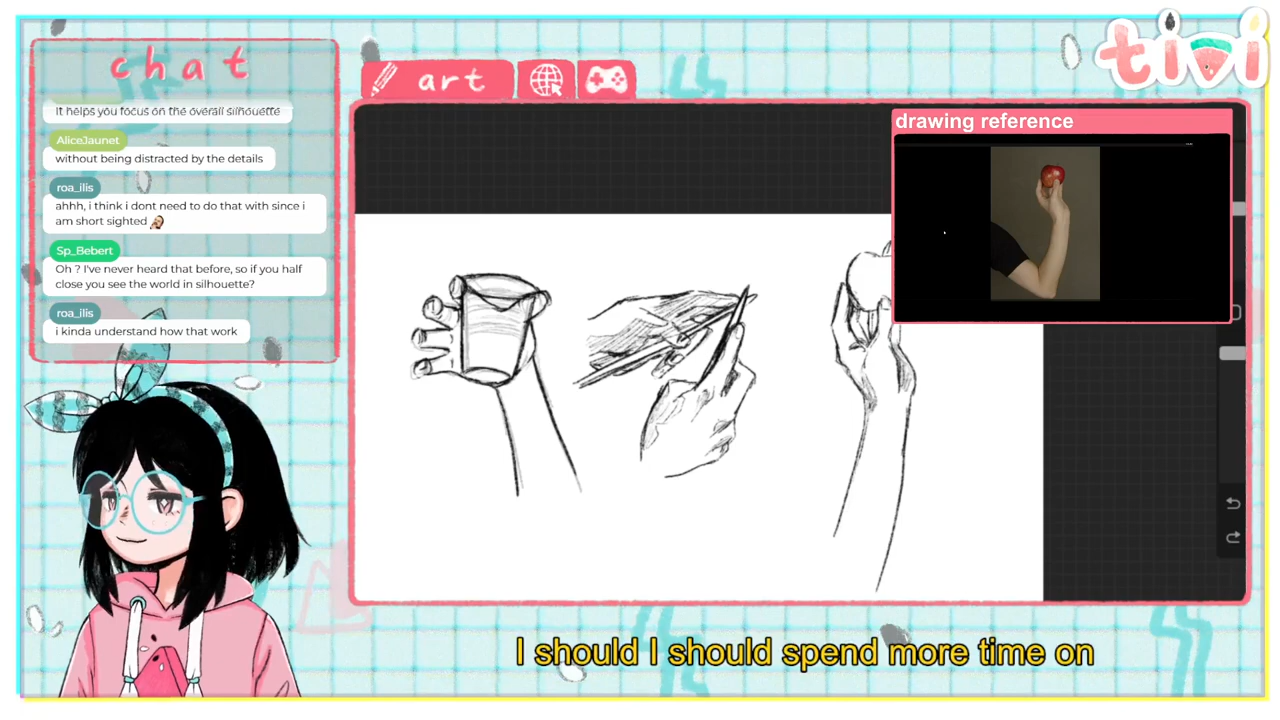 tivi
chat
It helps you focus on the overall silhouette
AliceJaunet
without being distracted by the details
roa_ilis
ahhh, i think i dont need to do that with since i
am short sighted
Sp_Bebert
Oh ? I've never heard that before, so if you half
close you see the world in silhouette?
roa_ilis
i kinda understand how that work
art
drawing reference
I should I should spend more time on